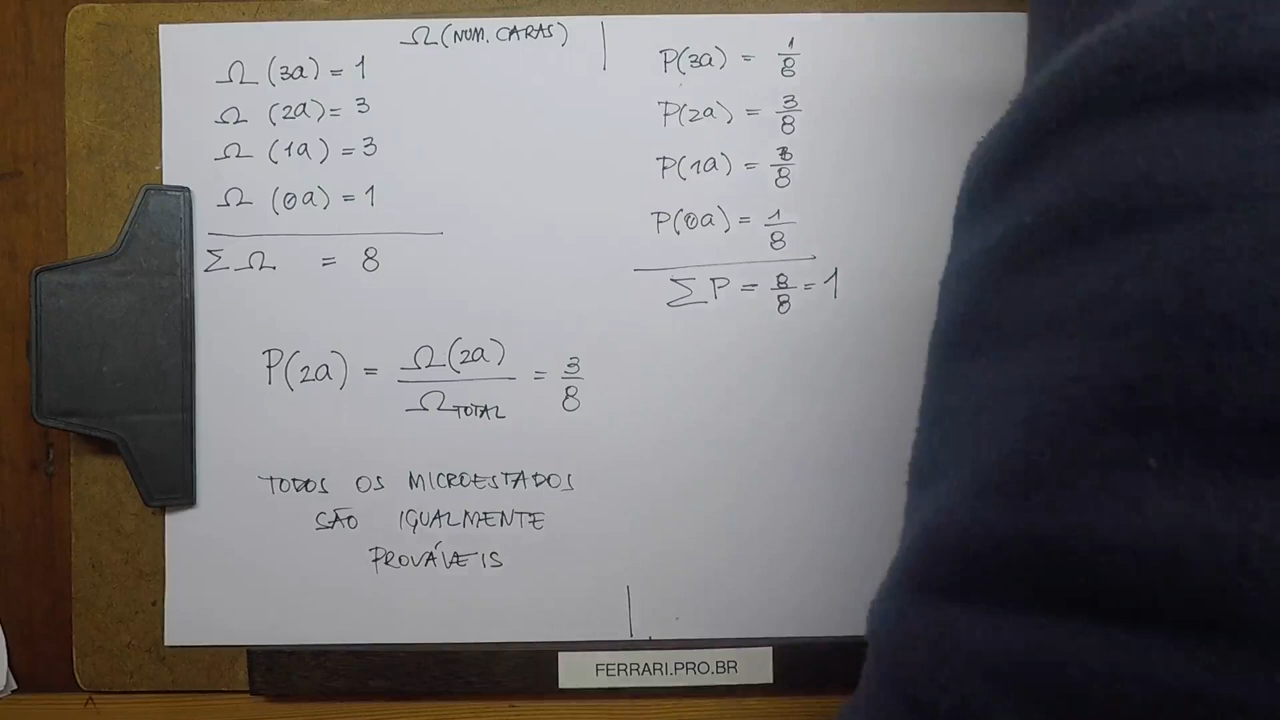 Ω (NUM. CARAS)
Ω (3a) = 1
Ω (2a) = 3
Ω (1a) = 3
Ω (0a) = 1
ΣΩ = 8
P(3a) = 1/8
P(2a) = 3/8
P(1a) = 3/8
P(0a) = 1/8
ΣP = 8/8 = 1
P(2a) = Ω(2a)/Ω TOTAL = 3/8
TODOS OS MICROESTADOS
SÃO IGUALMENTE
PROVÁVEIS
FERRARI.PRO.BR